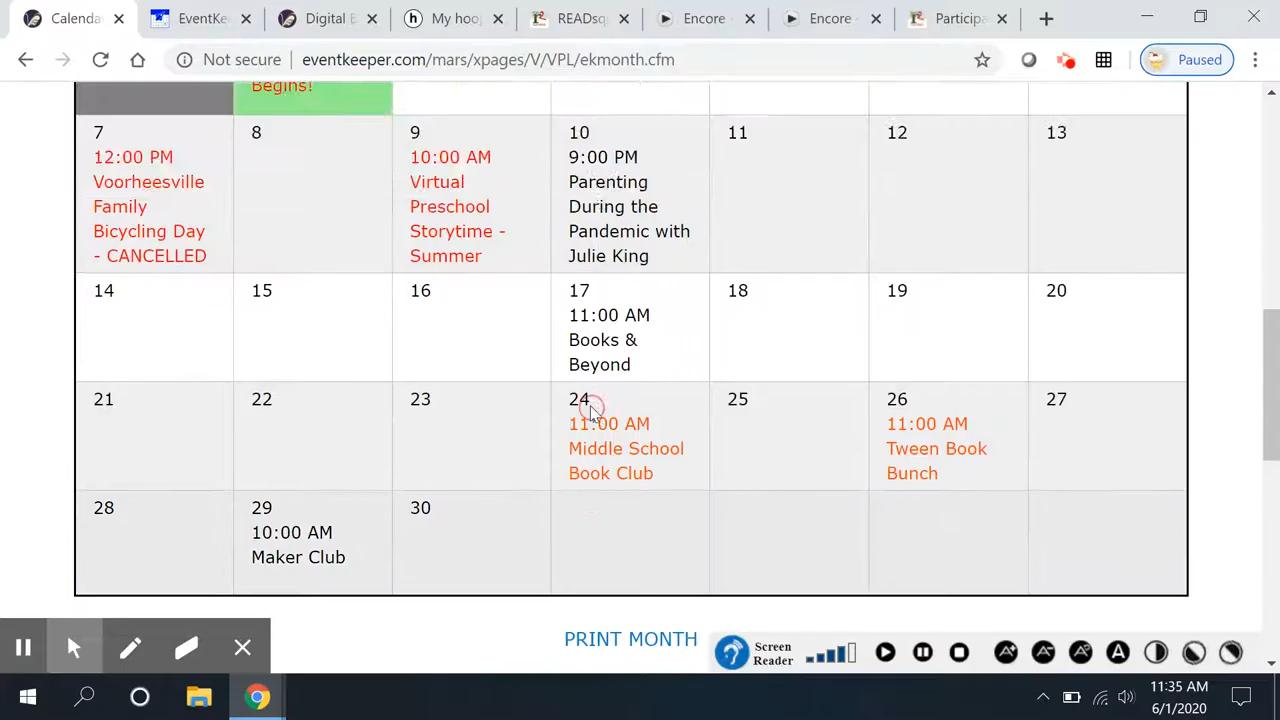 Calenda
EventKe
Digital E
My hoo
READsq
Encore
Encore
Participa
Not secure
eventkeeper.com/mars/xpages/V/VPL/ekmonth.cfm
Paused
Begins!
7
12:00 PM
Voorheesville
Family
Bicycling Day
- CANCELLED
8
9
10:00 AM
Virtual
Preschool
Storytime -
Summer
10
9:00 PM
Parenting
During the
Pandemic with
Julie King
11
12
13
14
15
16
17
11:00 AM
Books &
Beyond
18
19
20
21
22
23
24
11:00 AM
Middle School
Book Club
25
26
11:00 AM
Tween Book
Bunch
27
28
29
10:00 AM
Maker Club
30
PRINT MONTH
Screen
Reader
11:35 AM
6/1/2020